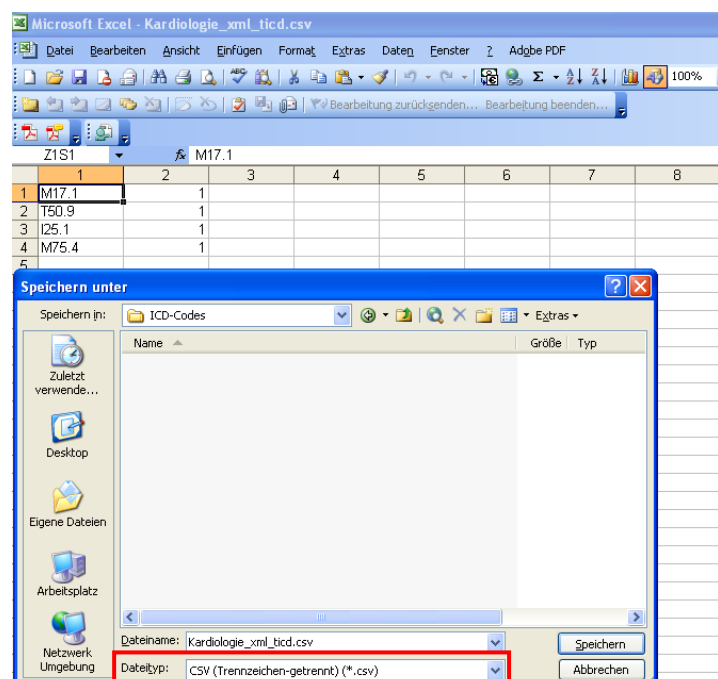 Microsoft Excel - Kardiologie_xml_ticd.csv
Datei Bearbeiten Ansicht Einfügen Format Extras Daten Fenster ? Adobe PDF
100%
Bearbeitung zurücksenden... Bearbeitung beenden...
Z1S1 fx M17.1
1 2 3 4 5 6 7 8
1 M17.1 1
2 T50.9 1
3 I25.1 1
4 M75.4 1
5
Speichern unter
Speichern in: ICD-Codes Extras
Name Größe Typ
Zuletzt
verwende...
Desktop
Eigene Dateien
Arbeitsplatz
Netzwerk
Umgebung
Dateiname: Kardiologie_xml_ticd.csv Speichern
Dateityp: CSV (Trennzeichen-getrennt) (*.csv) Abbrechen